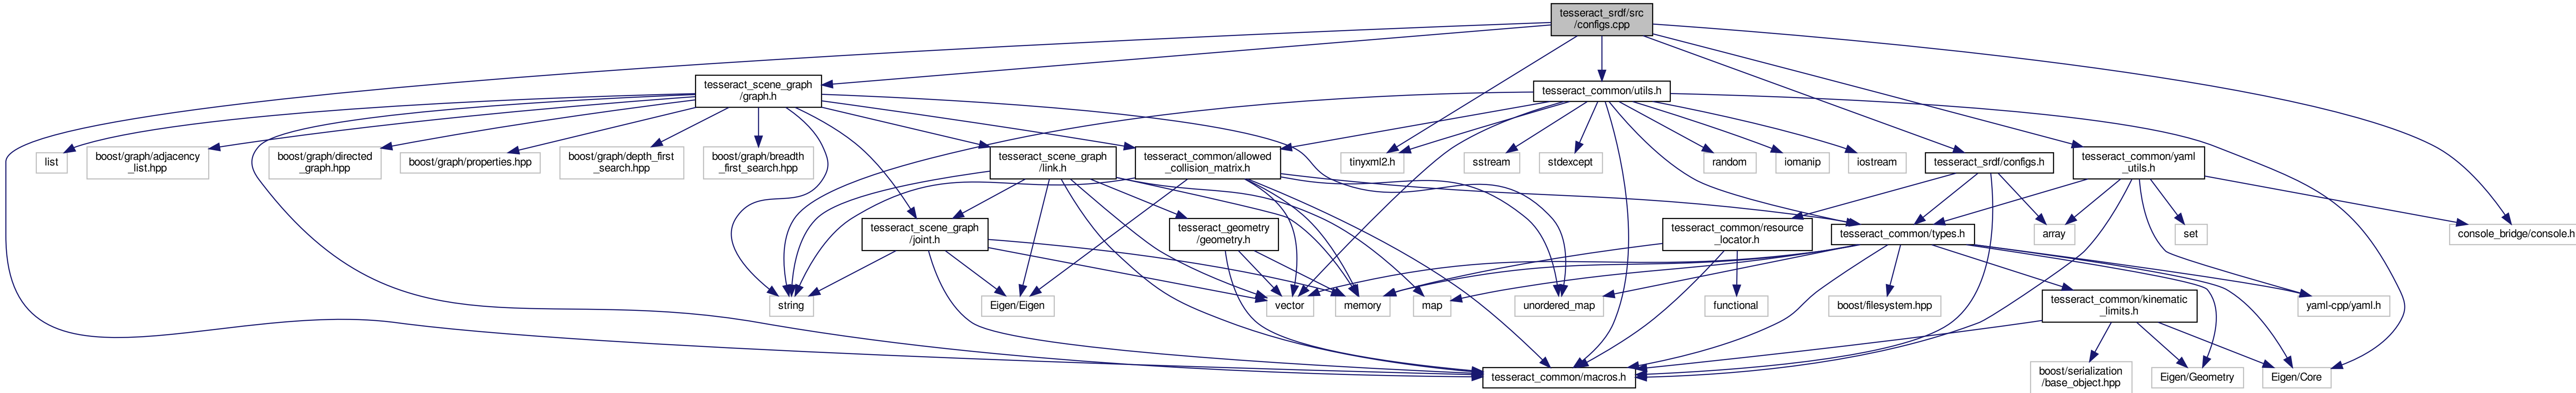 tesseract_srdf/src
/configs.cpp
tesseract_scene_graph
/graph.h
tesseract_common/utils.h
list
boost/graph/adjacency
_list.hpp
boost/graph/directed
_graph.hpp
boost/graph/properties.hpp
boost/graph/depth_first
_search.hpp
boost/graph/breadth
_first_search.hpp
tesseract_scene_graph
/link.h
tesseract_common/allowed
_collision_matrix.h
tinyxml2.h
sstream
stdexcept
random
iomanip
iostream
tesseract_srdf/configs.h
tesseract_common/yaml
_utils.h
tesseract_scene_graph
/joint.h
tesseract_geometry
/geometry.h
tesseract_common/resource
_locator.h
tesseract_common/types.h
array
set
console_bridge/console.h
string
Eigen/Eigen
vector
memory
map
unordered_map
functional
boost/filesystem.hpp
tesseract_common/kinematic
_limits.h
yaml-cpp/yaml.h
tesseract_common/macros.h
boost/serialization
/base_object.hpp
Eigen/Geometry
Eigen/Core